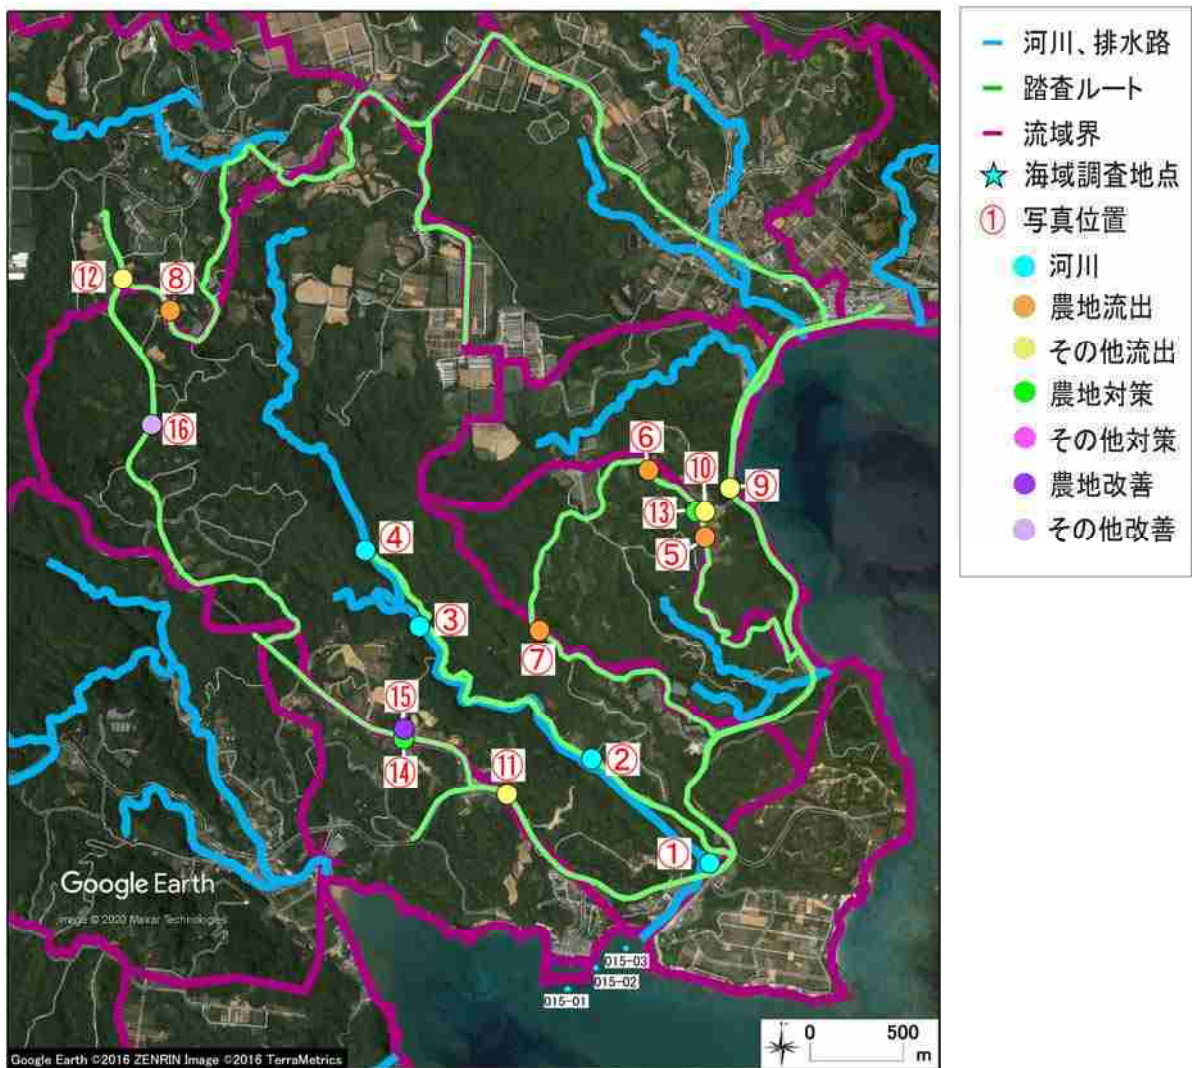 河川、排水路
踏査ルート
流域界
海域調査地点
① 写真位置
河川
農地流出
その他流出
農地対策
その他対策
農地改善
その他改善
⑫
⑧
⑯
⑥
⑩
⑨
⑬
⑤
④
③
⑦
⑮
⑭
⑪
②
①
Google Earth
Image © 2020 Maxar Technologies
015-03
015-02
015-01
0 500
m
Google Earth ©2016 ZENRIN Image ©2016 TerraMetrics